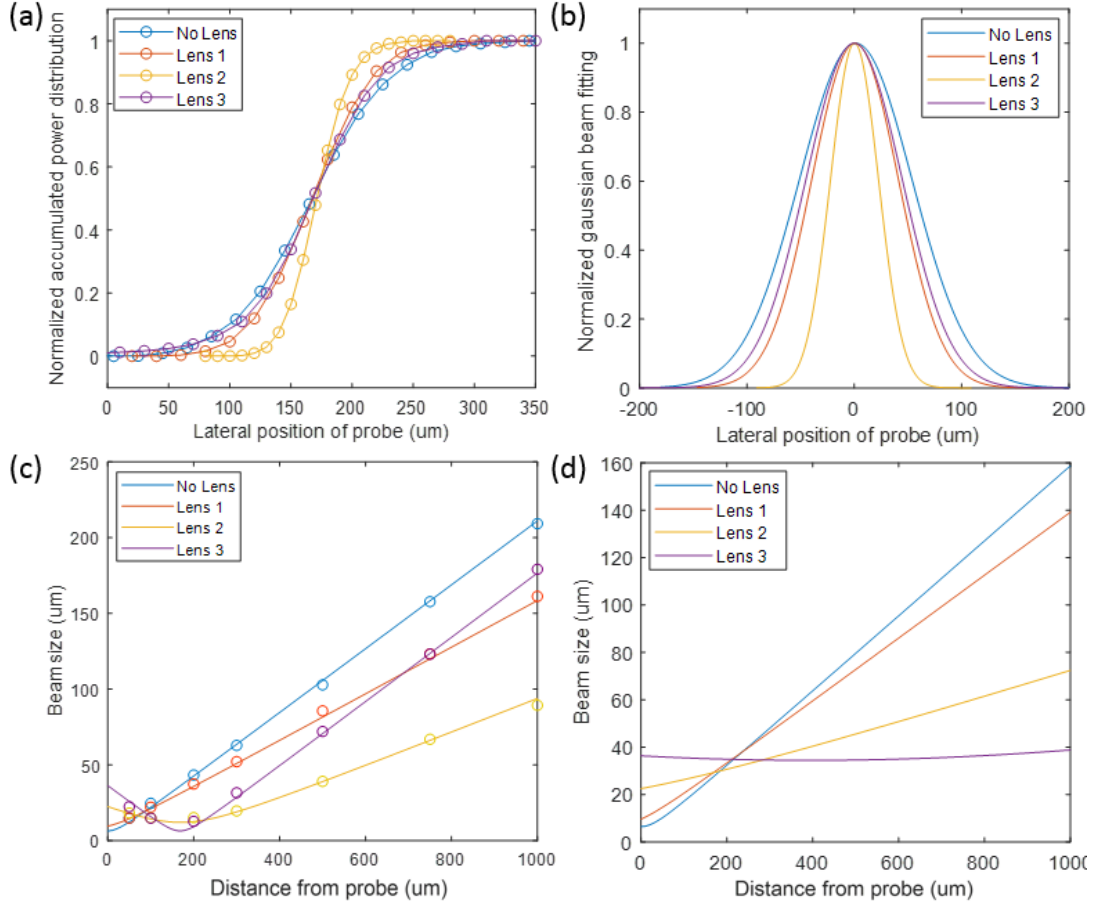 (a)
No Lens
Lens 1
Lens 2
Lens 3
Normalized accumulated power distribution
1
0.8
0.6
0.4
0.2
0
0 50 100 150 200 250 300 350
Lateral position of probe (um)
(b)
No Lens
Lens 1
Lens 2
Lens 3
Normalized gaussian beam fitting
1
0.8
0.6
0.4
0.2
0
-200 -100 0 100 200
Lateral position of probe (um)
(c)
No Lens
Lens 1
Lens 2
Lens 3
Beam size (um)
250
200
150
100
50
0
0 200 400 600 800 1000
Distance from probe (um)
(d)
No Lens
Lens 1
Lens 2
Lens 3
Beam size (um)
160
140
120
100
80
60
40
20
0
0 200 400 600 800 1000
Distance from probe (um)